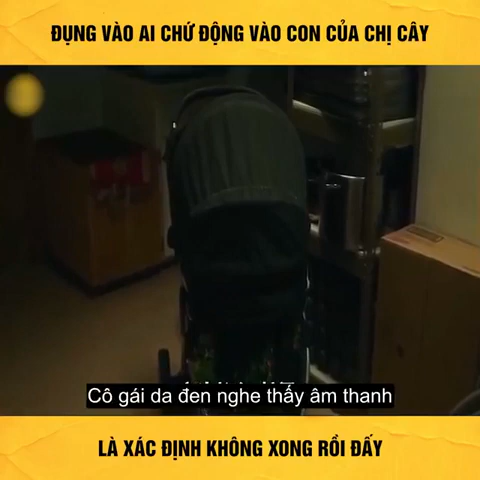 ĐỤNG VÀO AI CHỨ ĐỘNG VÀO CON CỦA CHỊ CÂY
Cô gái da đen nghe thấy âm thanh
LÀ XÁC ĐỊNH KHÔNG XONG RỒI ĐẤY